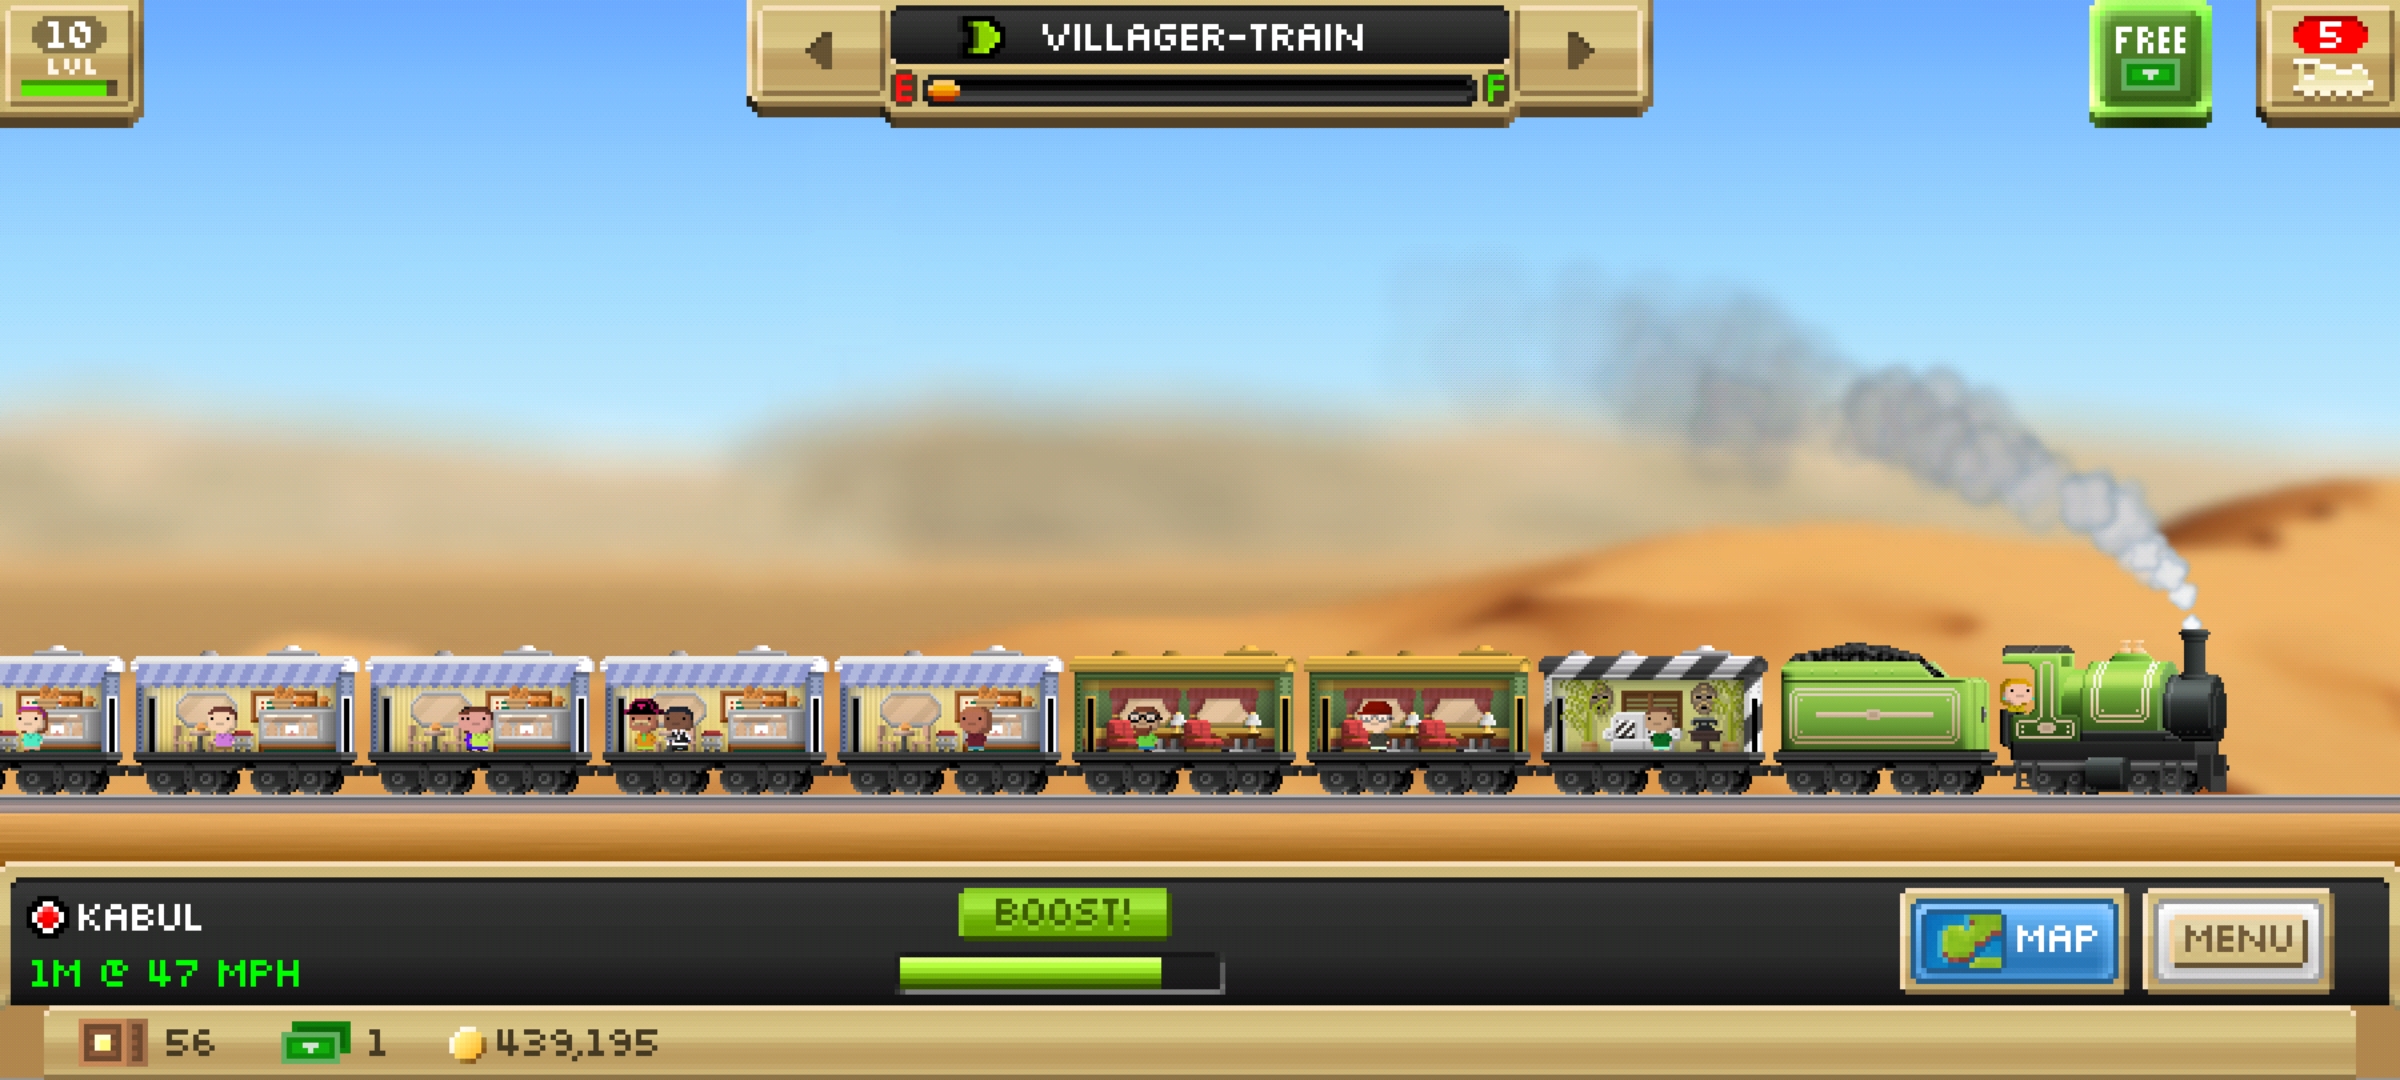 10
LVL
VILLAGER-TRAIN
E F
FREE
5
KABUL
1M @ 47 MPH
BOOST!
MAP
MENU
56
1
439,195